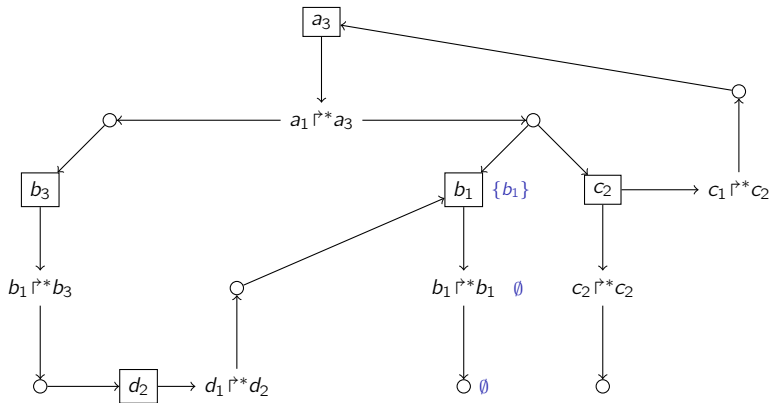 a₃
a₁ ↱* a₃
b₃
b₁ {b₁}
c₂
c₁ ↱* c₂
b₁ ↱* b₃
b₁ ↱* b₁ ∅
c₂ ↱* c₂
d₂
d₁ ↱* d₂
∅